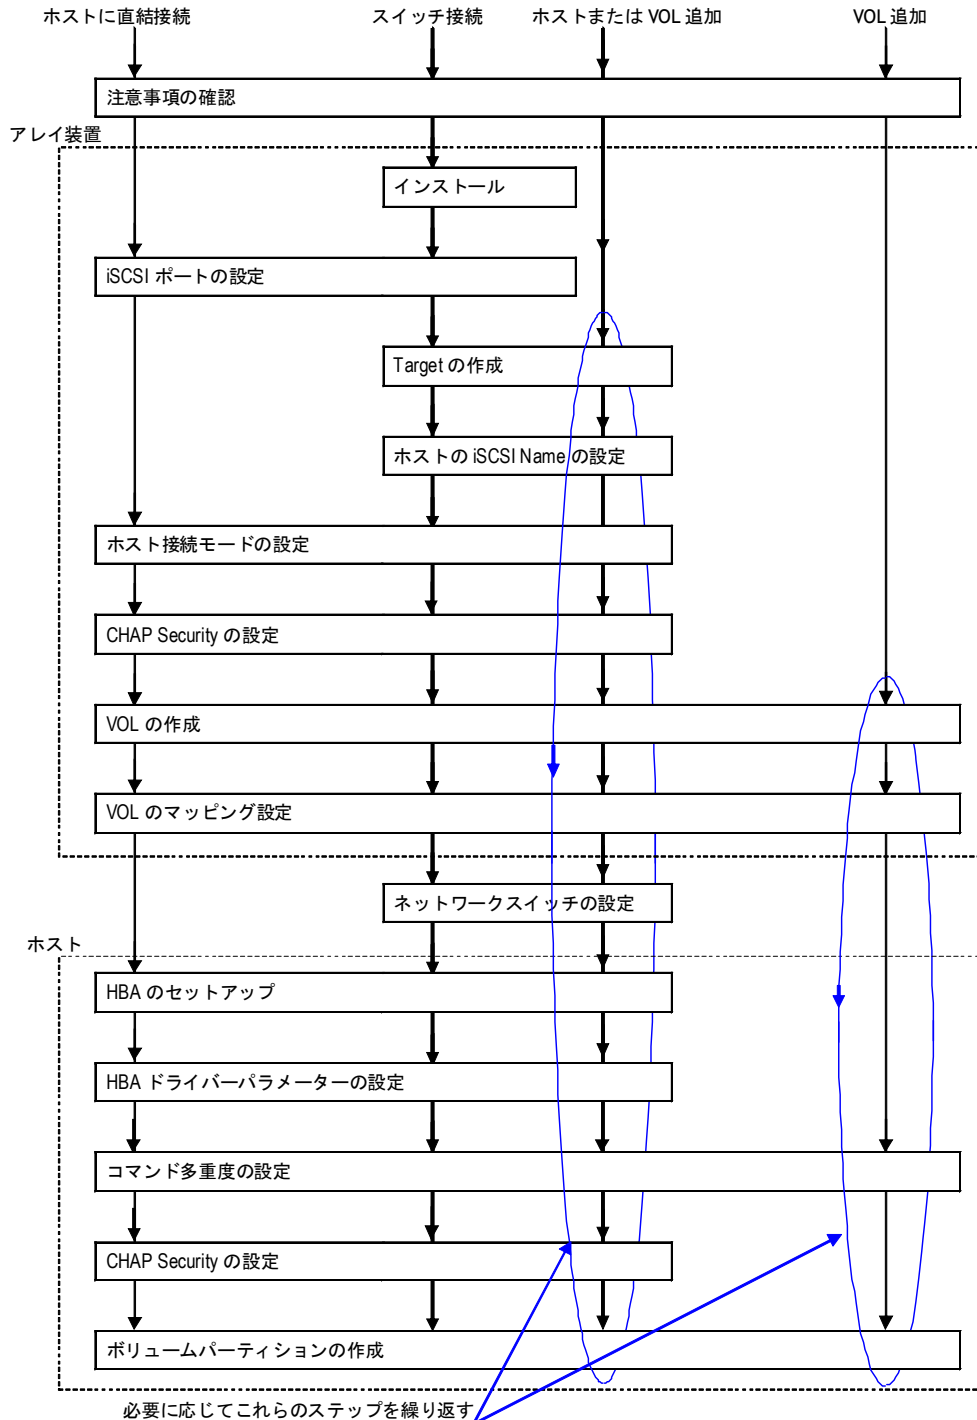 ホストに直結接続
スイッチ接続
ホストまたは VOL 追加
VOL 追加
注意事項の確認
アレイ装置
インストール
iSCSI ポートの設定
Target の作成
ホストの iSCSI Name の設定
ホスト接続モードの設定
CHAP Security の設定
VOL の作成
VOL のマッピング設定
ネットワークスイッチの設定
ホスト
HBA のセットアップ
HBA ドライバーパラメーターの設定
コマンド多重度の設定
CHAP Security の設定
ボリュームパーティションの作成
必要に応じてこれらのステップを繰り返す